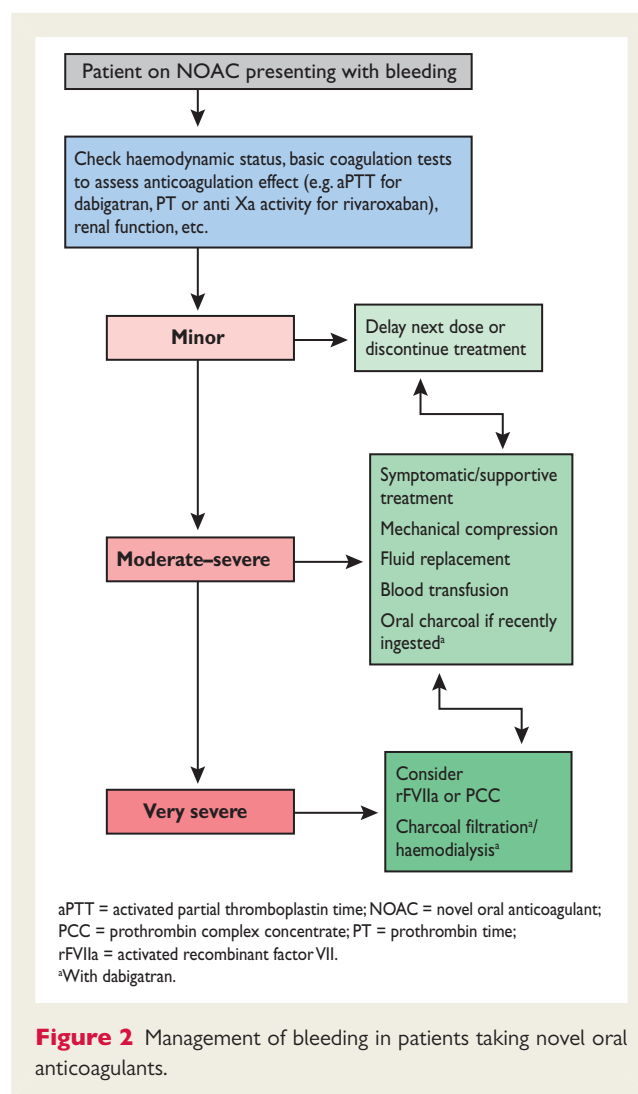 Patient on NOAC presenting with bleeding
Check haemodynamic status, basic coagulation tests
to assess anticoagulation effect (e.g. aPTT for
dabigatran, PT or anti Xa activity for rivaroxaban),
renal function, etc.
Minor
Delay next dose or
discontinue treatment
Moderate–severe
Symptomatic/supportive
treatment
Mechanical compression
Fluid replacement
Blood transfusion
Oral charcoal if recently
ingestedᵃ
Very severe
Consider
rFVIIa or PCC
Charcoal filtrationᵃ/
haemodialysisᵃ
aPTT = activated partial thromboplastin time; NOAC = novel oral anticoagulant;
PCC = prothrombin complex concentrate; PT = prothrombin time;
rFVIIa = activated recombinant factor VII.
ᵃWith dabigatran.
Figure 2 Management of bleeding in patients taking novel oral
anticoagulants.